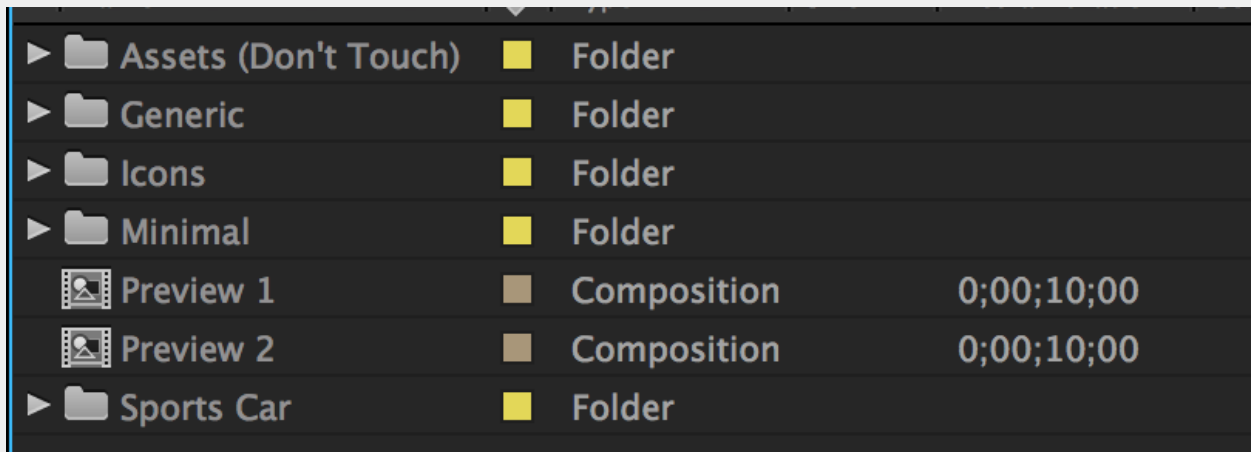 Assets (Don't Touch) Folder
Generic Folder
Icons Folder
Minimal Folder
Preview 1 Composition 0;00;10;00
Preview 2 Composition 0;00;10;00
Sports Car Folder